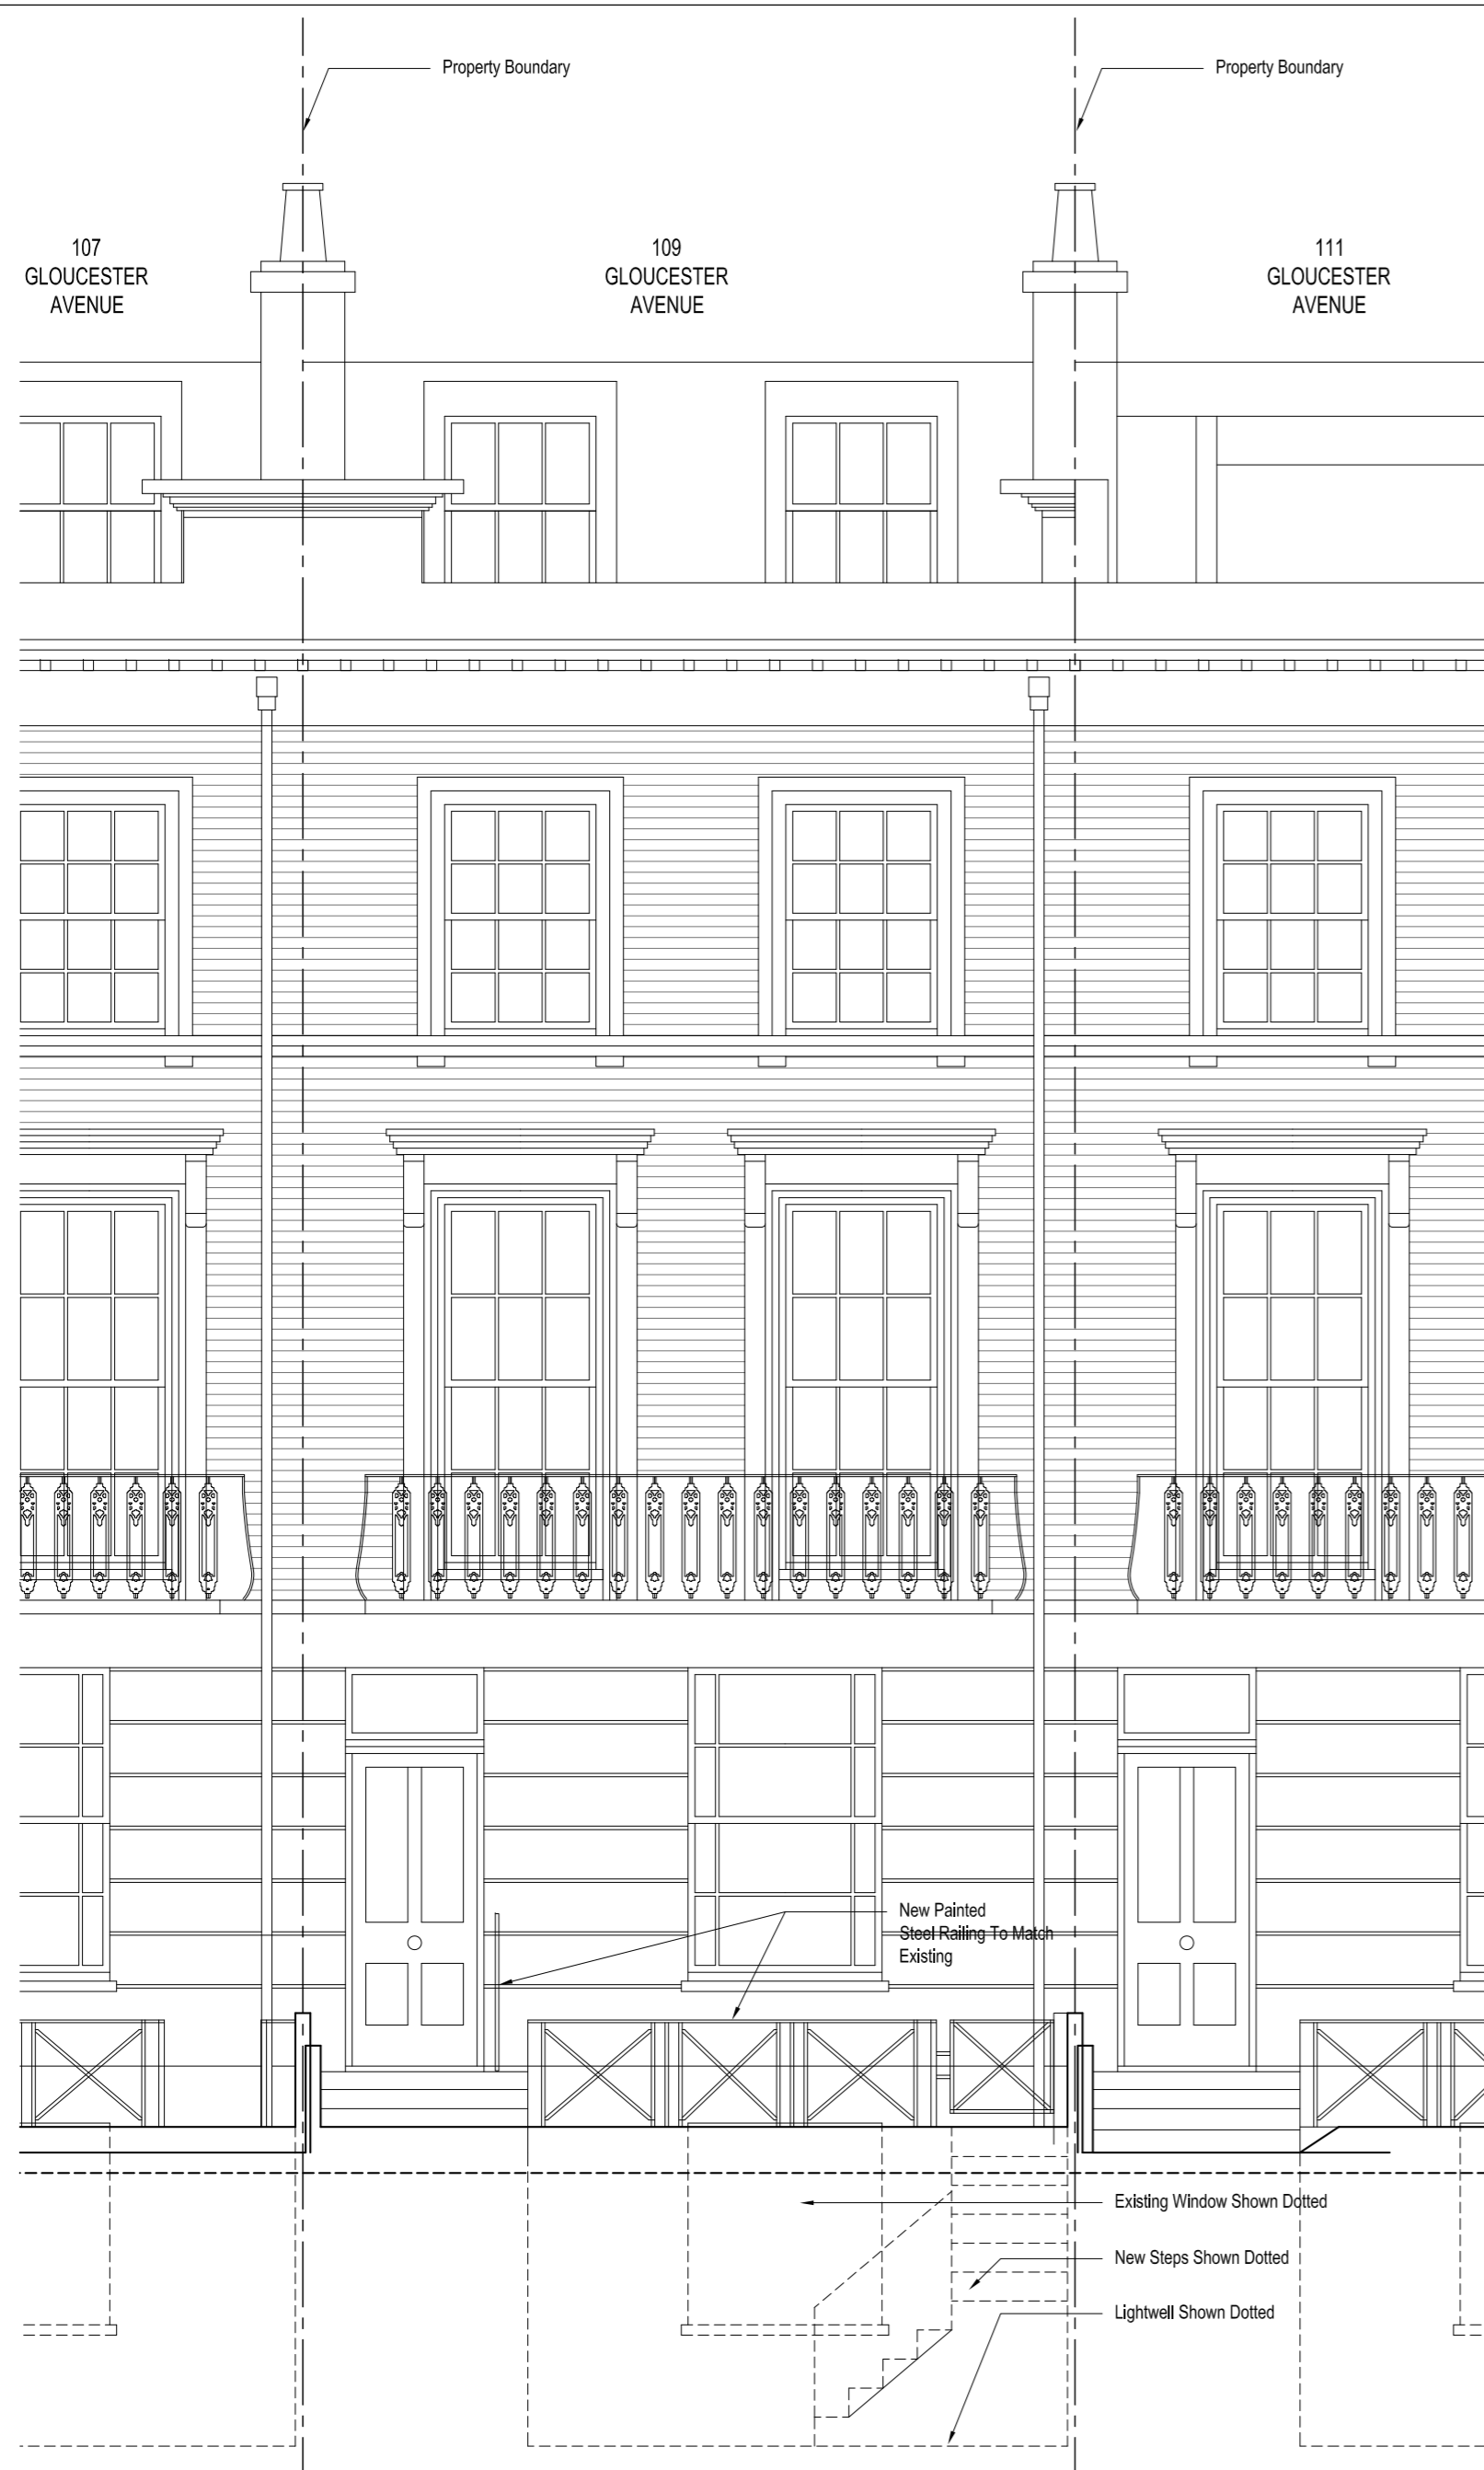 Property Boundary
Property Boundary
107
GLOUCESTER
AVENUE
109
GLOUCESTER
AVENUE
111
GLOUCESTER
AVENUE
New Painted
Steel Railing To Match
Existing
Existing Window Shown Dotted
New Steps Shown Dotted
Lightwell Shown Dotted